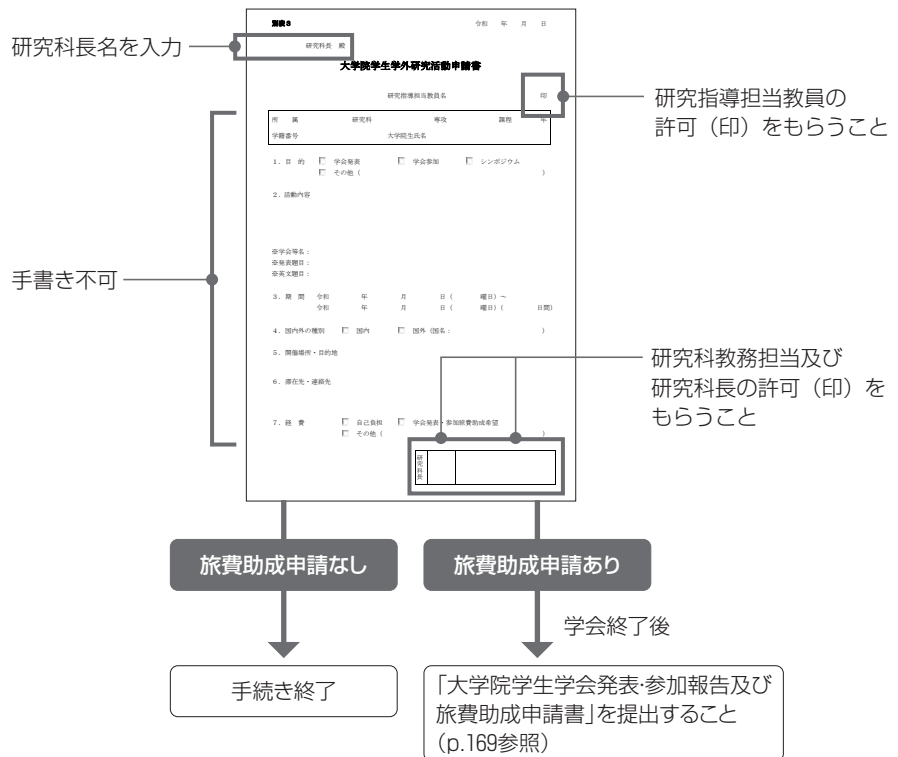 別表8
令和　年　月　日
研究科長名を入力
研究科長　殿
大学院学生学外研究活動申請書
研究指導担当教員名　印
研究指導担当教員の
許可（印）をもらうこと
所　属　研究科　専攻　課程　年
学籍番号　大学院生氏名
1．目　的　□　学会発表　□　学会参加　□　シンポジウム
□　その他（　）
2．活動内容
手書き不可
※学会等名：
※発表題目：
※英文題目：
3．期　間　令和　年　月　日（　曜日）～
令和　年　月　日（　曜日）（　日間）
4．国内外の種別　□　国内　□　国外（国名：　）
5．開催場所・目的地
6．滞在先・連絡先
研究科教務担当及び
研究科長の許可（印）を
もらうこと
7．経　費　□　自己負担　□　学会発表・参加旅費助成希望
□　その他（　）
研究科長
旅費助成申請なし
旅費助成申請あり
学会終了後
手続き終了
「大学院学生学会発表・参加報告及び
旅費助成申請書」を提出すること
（p.169参照）